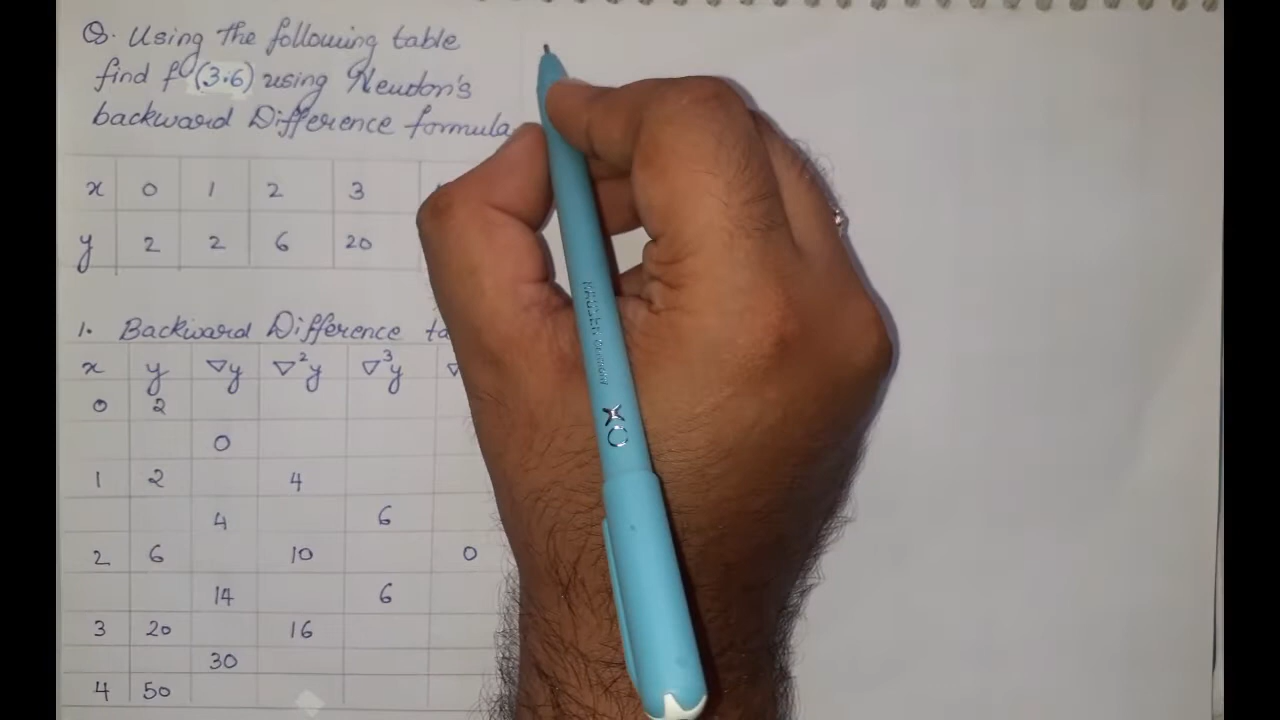 Q. Using the following table
find f (3.6) using Newton's
backward Difference formula
x 0 1 2 3
y 2 2 6 20
1. Backward Difference ta
x y ▽y ▽²y ▽³y ▽
0 2
0
1 2 4
4 6
2 6 10 0
14 6
3 20 16
30
4 50